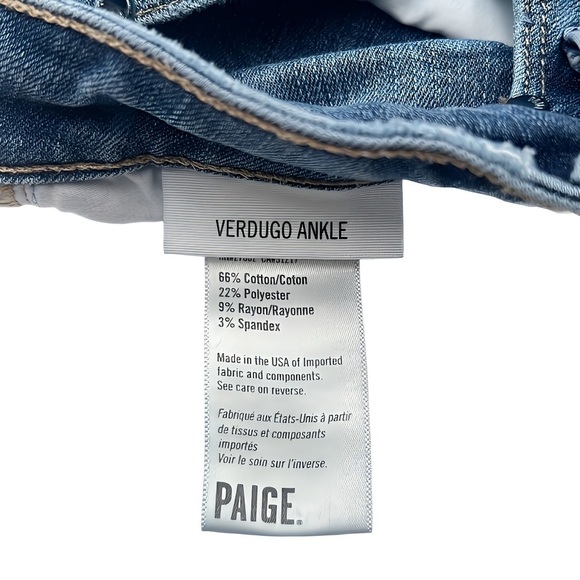 VERDUGO ANKLE
66% Cotton/Coton
22% Polyester
9% Rayon/Rayonne
3% Spandex
Made in the USA of Imported
fabric and components.
See care on reverse.
Fabriqué aux États-Unis à partir
de tissus et composants
importés
Voir le soin sur l'inverse.
PAIGE.